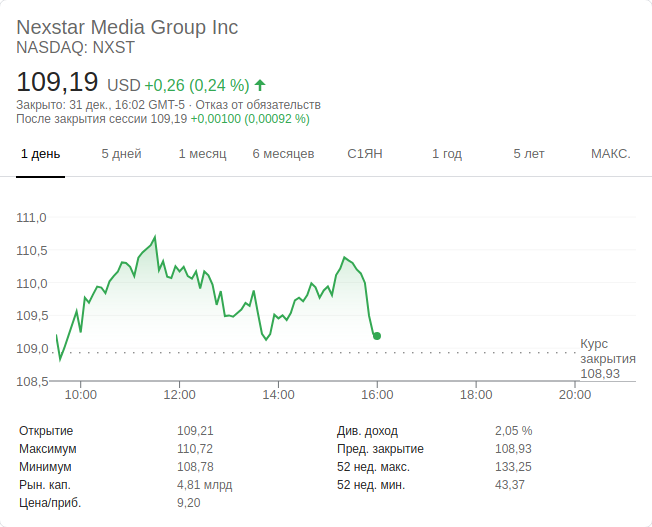 Nexstar Media Group Inc
NASDAQ: NXST
109,19 USD +0,26 (0,24 %)
Закрыто: 31 дек., 16:02 GMT-5 · Отказ от обязательств
После закрытия сессии 109,19 +0,00100 (0,00092 %)
1 день 5 дней 1 месяц 6 месяцев С1ЯН 1 год 5 лет МАКС.
111,0
110,5
110,0
109,5
109,0
108,5
Курс
закрытия
108,93
10:00 12:00 14:00 16:00 18:00 20:00
Открытие 109,21 Див. доход 2,05 %
Максимум 110,72 Пред. закрытие 108,93
Минимум 108,78 52 нед. макс. 133,25
Рын. кап. 4,81 млрд 52 нед. мин. 43,37
Цена/приб. 9,20